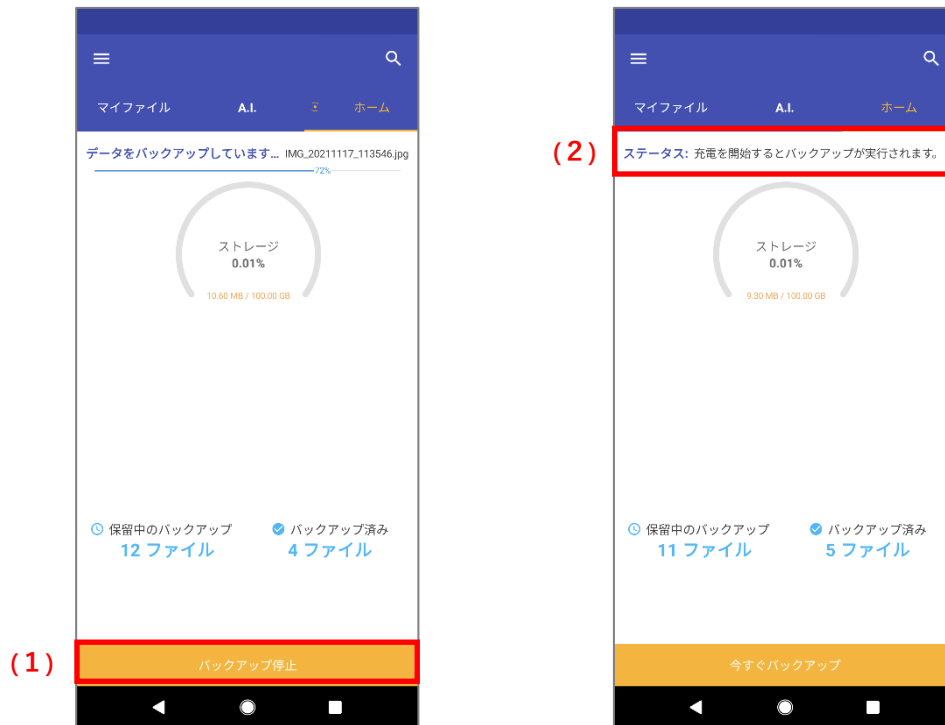 マイファイル A.I. ホーム
データをバックアップしています... IMG_20211117_113546.jpg
72%
ストレージ
0.01%
10.60 MB / 100.00 GB
保留中のバックアップ バックアップ済み
12 ファイル 4 ファイル
(1)
バックアップ停止
マイファイル A.I. ホーム
(2)
ステータス: 充電を開始するとバックアップが実行されます。
ストレージ
0.01%
9.30 MB / 100.00 GB
保留中のバックアップ バックアップ済み
11 ファイル 5 ファイル
今すぐバックアップ